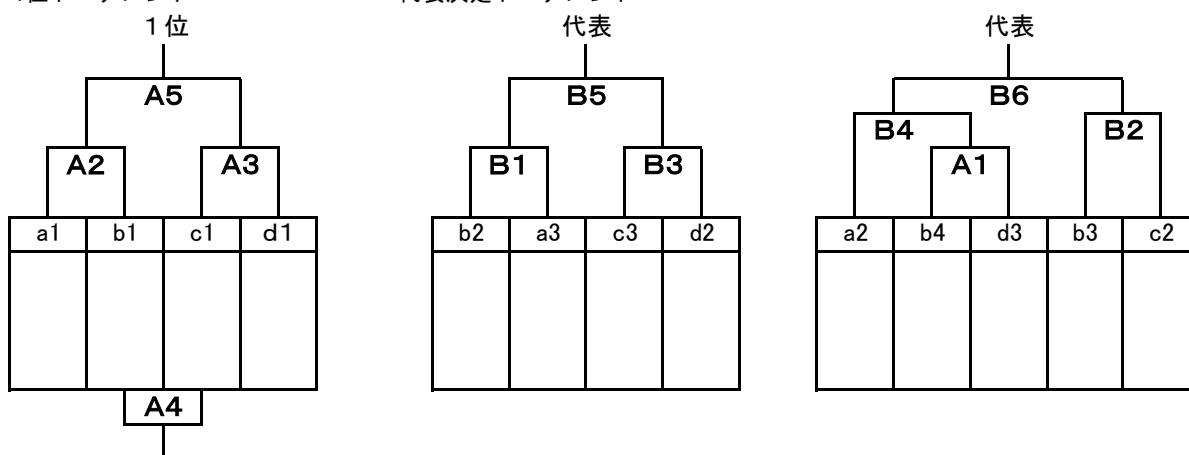 1位 代表 代表
A5 B5 B6
B4 B2
A2 A3 B1 B3 A1
a1 b1 c1 d1 b2 a3 c3 d2 a2 b4 d3 b3 c2
A4